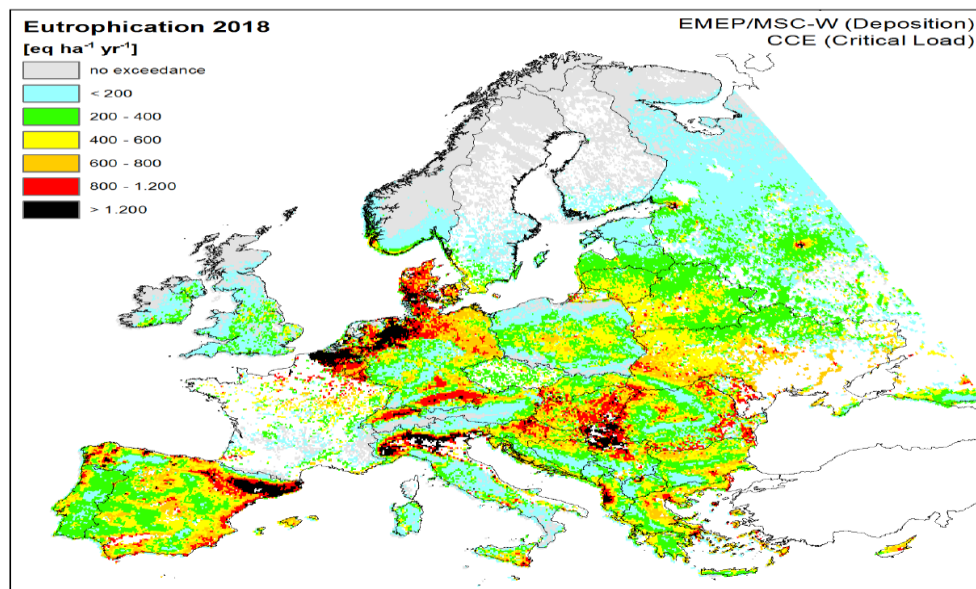 Eutrophication 2018
[eq ha⁻¹ yr⁻¹]
no exceedance
< 200
200 - 400
400 - 600
600 - 800
800 - 1.200
> 1.200
EMEP/MSC-W (Deposition)
CCE (Critical Load)